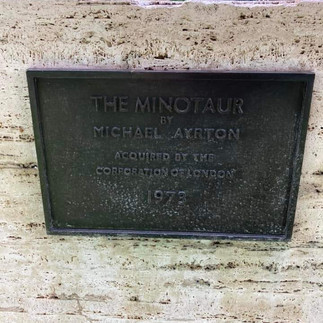 THE MINOTAUR
BY
MICHAEL AYRTON
ACQUIRED BY THE
CORPORATION OF LONDON
1973